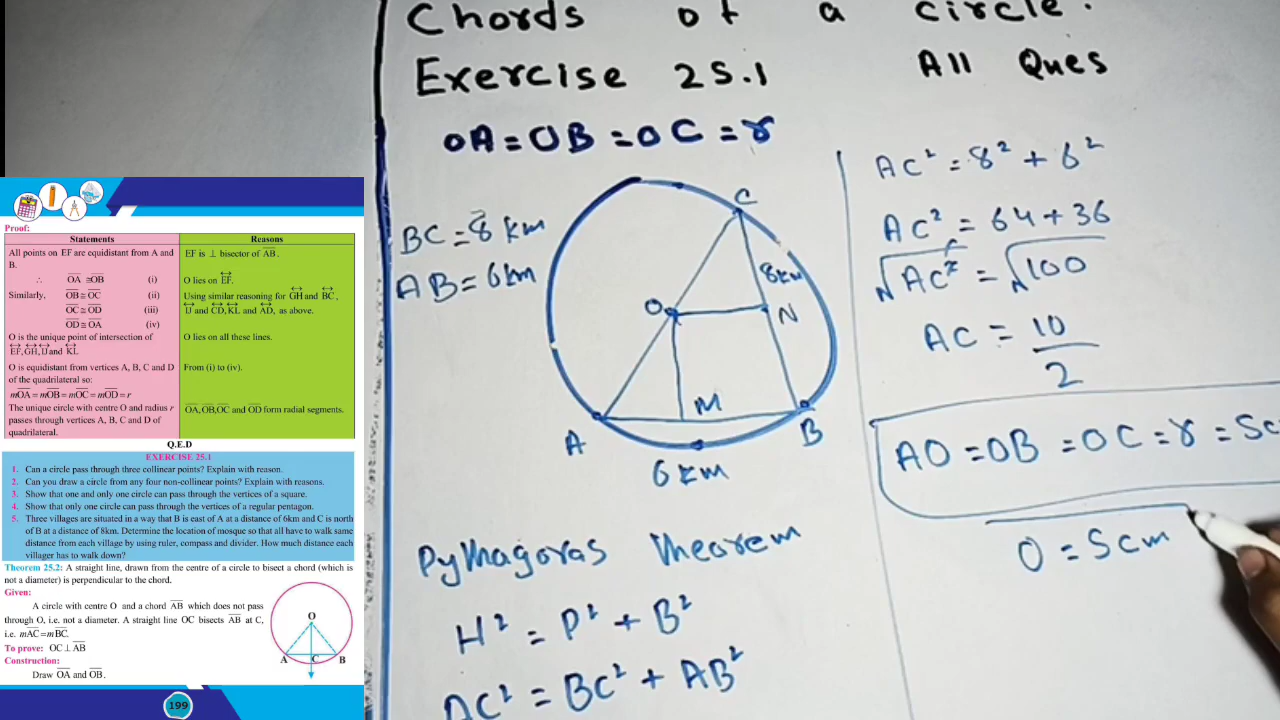 Proof:
Statements
Reasons
All points on EF are equidistant from A and
B.
EF is ⊥ bisector of AB.
∴ OA ≅OB (i)
O lies on EF.
Similarly, OB≅OC (ii)
Using similar reasoning for GH and BC,
OC≅OD (iii)
IJ and CD, KL and AD, as above.
OD≅OA (iv)
O is the unique point of intersection of
EF, GH, IJ and KL
O lies on all these lines.
O is equidistant from vertices A, B, C and D
of the quadrilateral so:
From (i) to (iv).
mOA = mOB = mOC = mOD = r
The unique circle with centre O and radius r
passes through vertices A, B, C and D of
quadrilateral.
OA, OB, OC and OD form radial segments.
Q.E.D
EXERCISE 25.1
1. Can a circle pass through three collinear points? Explain with reason.
2. Can you draw a circle from any four non-collinear points? Explain with reasons.
3. Show that one and only one circle can pass through the vertices of a square.
4. Show that only one circle can pass through the vertices of a regular pentagon.
5. Three villages are situated in a way that B is east of A at a distance of 6km and C is north
of B at a distance of 8km. Determine the location of mosque so that all have to walk same
distance from each village by using ruler, compass and divider. How much distance each
villager has to walk down?
Theorem 25.2: A straight line, drawn from the centre of a circle to bisect a chord (which is
not a diameter) is perpendicular to the chord.
Given:
A circle with centre O and a chord AB which does not pass
through O, i.e. not a diameter. A straight line OC bisects AB at C,
i.e. mAC=mBC.
To prove: OC⊥AB
Construction:
Draw OA and OB.
O
A C B
199
Chords of a circle.
Exercise 25.1 All Ques
OA = OB = OC = r
BC = 8 km
AB = 6 km
C
8km
O
N
M
A
B
6 km
Pythagoras theorem
H² = P² + B²
AC² = BC² + AB²
AC² = 8² + 6²
AC² = 64 + 36
√AC² = √100
AC = 10
2
AO = OB = OC = r = 5c
O = 5cm